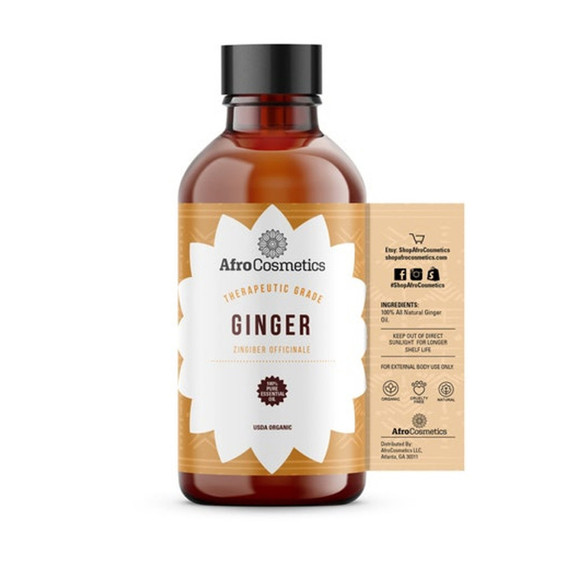 AfroCosmetics
THERAPEUTIC GRADE
GINGER
ZINGIBER OFFICINALE
100%
PURE
ESSENTIAL
OIL
USDA ORGANIC
Etsy: ShopAfroCosmetics
shopafrocosmetics.com
#ShopAfroCosmetics
INGREDIENTS:
100% All Natural Ginger
Oil.
KEEP OUT OF DIRECT
SUNLIGHT FOR LONGER
SHELF LIFE
FOR EXTERNAL BODY USE ONLY
ORGANIC
CRUELTY
FREE
NATURAL
AfroCosmetics
Distributed By:
AfroCosmetics LLC,
Atlanta, GA 30311